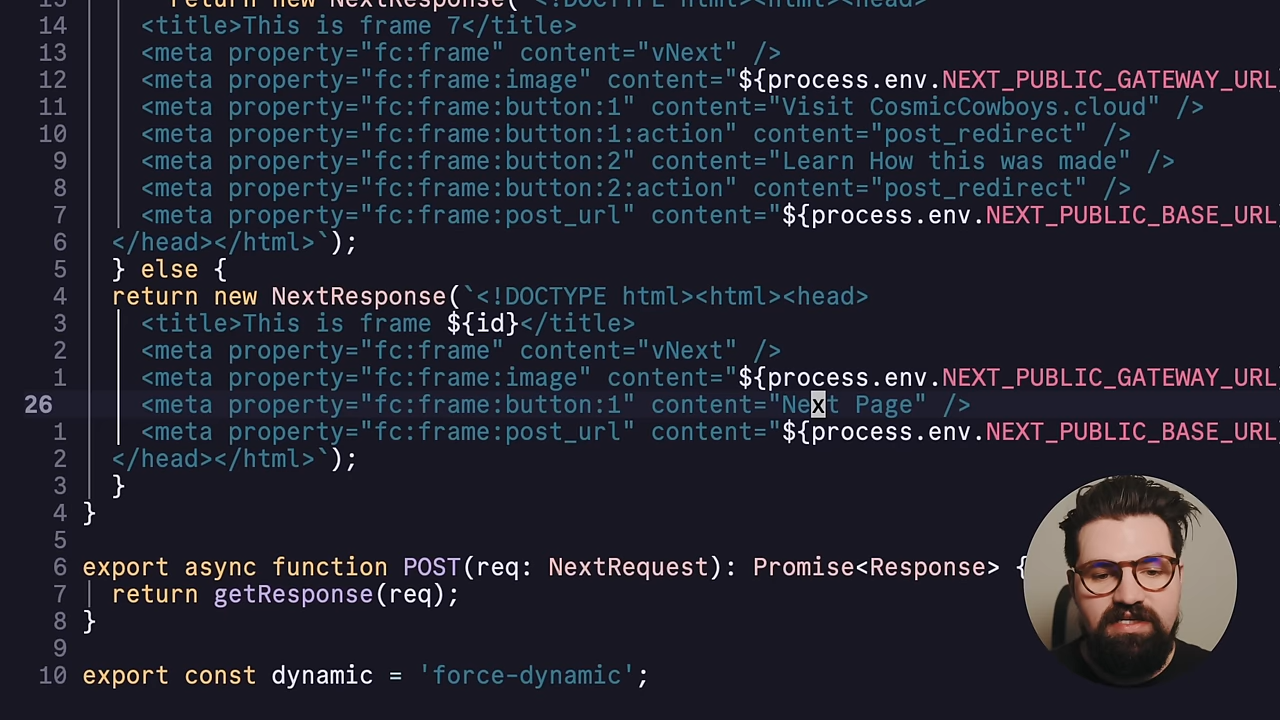 return new NextResponse(`<!DOCTYPE html><html><head>
14 <title>This is frame 7</title>
13 <meta property="fc:frame" content="vNext" />
12 <meta property="fc:frame:image" content="${process.env.NEXT_PUBLIC_GATEWAY_URL
11 <meta property="fc:frame:button:1" content="Visit CosmicCowboys.cloud" />
10 <meta property="fc:frame:button:1:action" content="post_redirect" />
9 <meta property="fc:frame:button:2" content="Learn How this was made" />
8 <meta property="fc:frame:button:2:action" content="post_redirect" />
7 <meta property="fc:frame:post_url" content="${process.env.NEXT_PUBLIC_BASE_URL
6 </head></html>`);
5 } else {
4 return new NextResponse(`<!DOCTYPE html><html><head>
3 <title>This is frame ${id}</title>
2 <meta property="fc:frame" content="vNext" />
1 <meta property="fc:frame:image" content="${process.env.NEXT_PUBLIC_GATEWAY_URL
26 <meta property="fc:frame:button:1" content="Next Page" />
1 <meta property="fc:frame:post_url" content="${process.env.NEXT_PUBLIC_BASE_URL
2 </head></html>`);
3 }
4 }
5
6 export async function POST(req: NextRequest): Promise<Response> {
7 return getResponse(req);
8 }
9
10 export const dynamic = 'force-dynamic';